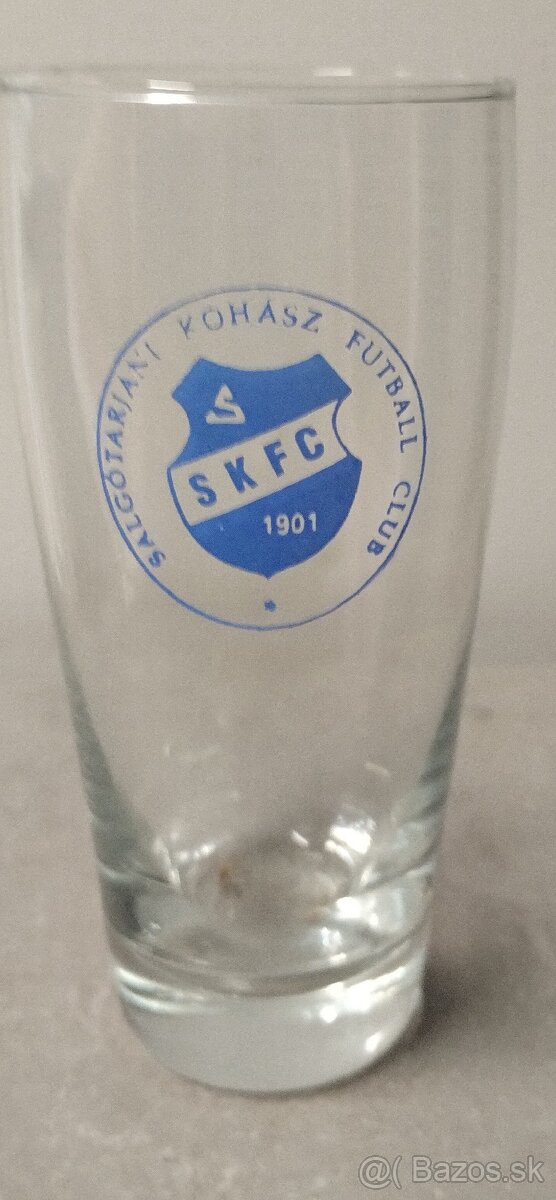 SALGÓTARJÁNI KOHÁSZ FUTBALL CLUB
S
SKFC
1901
@( Bazos.sk